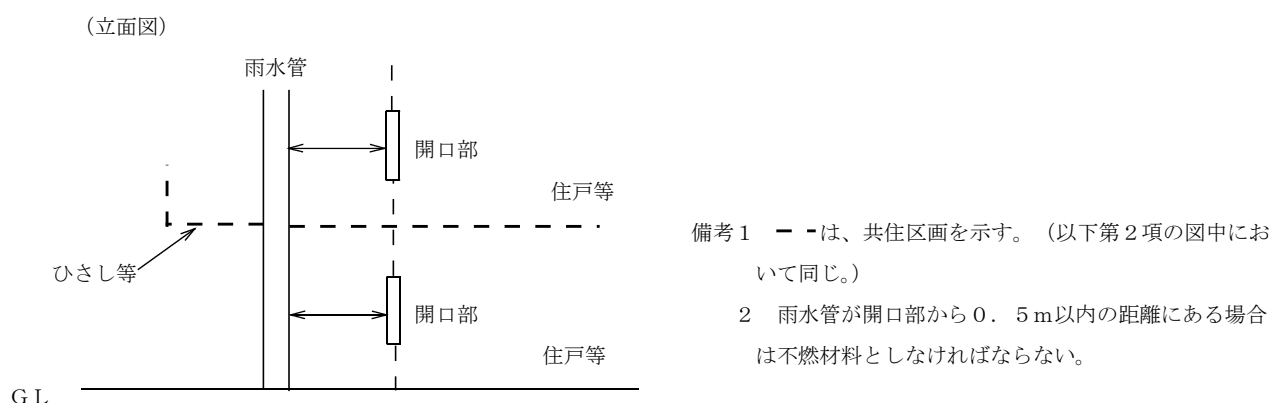 （立面図）
雨水管
開口部
住戸等
ひさし等
開口部
住戸等
ＧＬ
備考１　－－は、共住区画を示す。（以下第２項の図中にお
いて同じ。）
２　雨水管が開口部から０．５ｍ以内の距離にある場合
は不燃材料としなければならない。